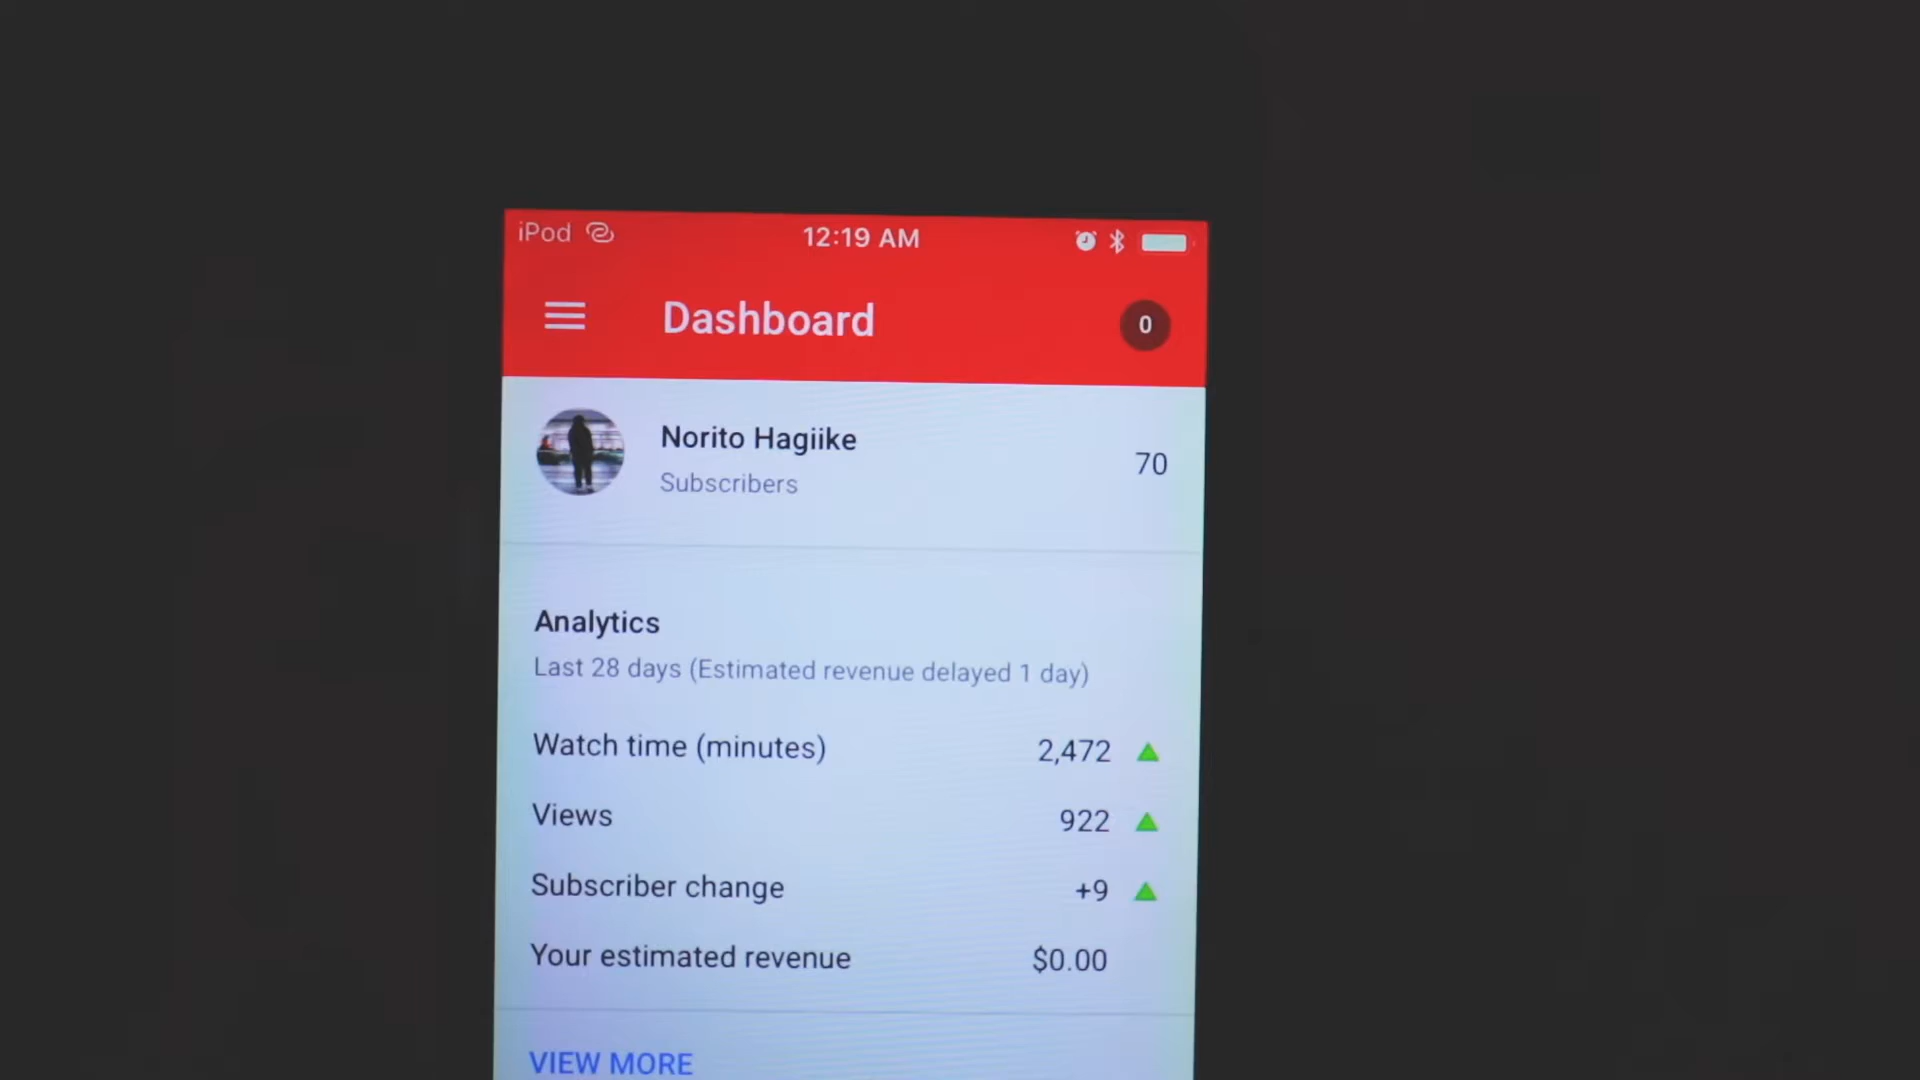 iPod 12:19 AM
Dashboard 0
Norito Hagiike
Subscribers 70
Analytics
Last 28 days (Estimated revenue delayed 1 day)
Watch time (minutes) 2,472
Views 922
Subscriber change +9
Your estimated revenue $0.00
VIEW MORE